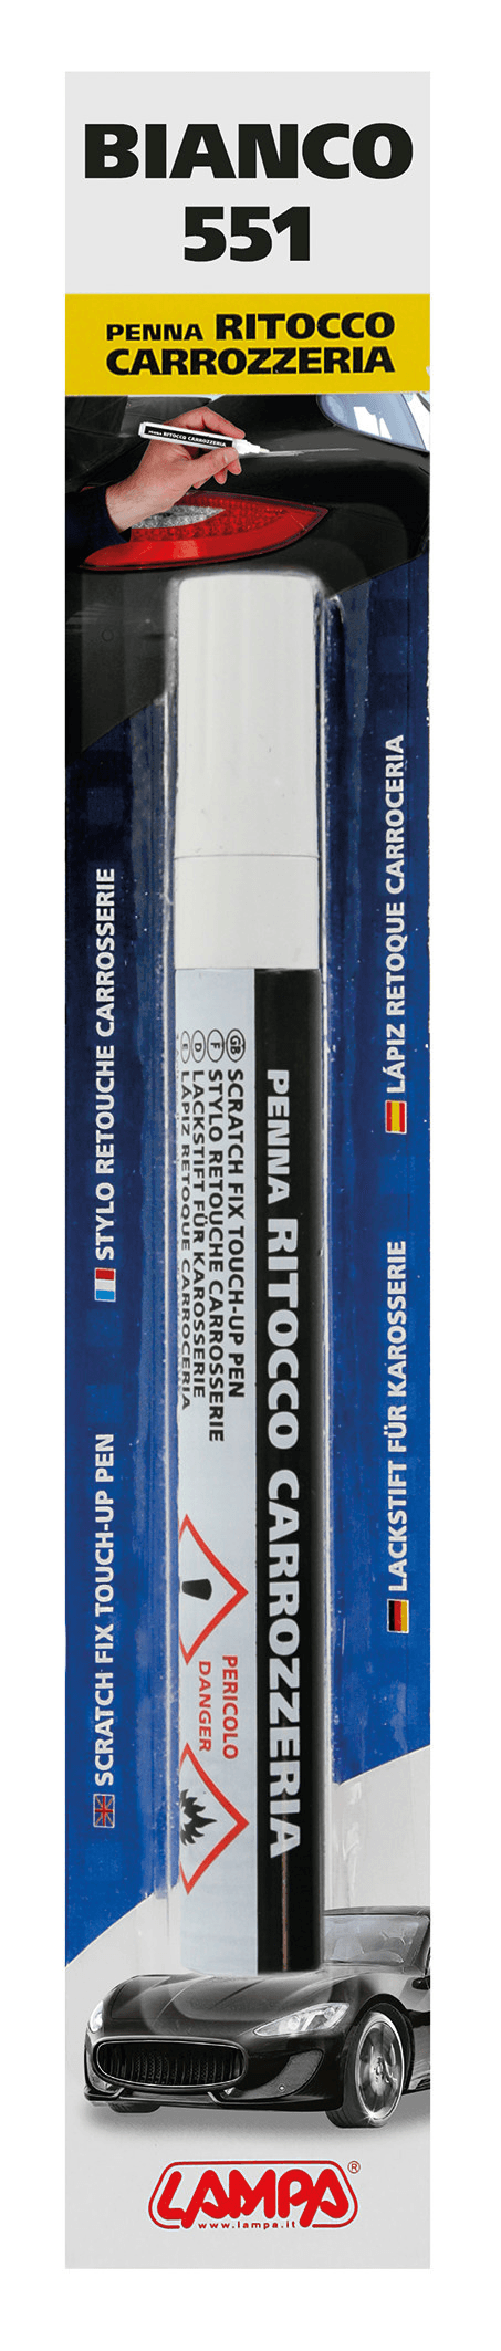 BIANCO
551
PENNA RITOCCO
CARROZZERIA
PENNA RITOCCO CARROZZERIA
STYLO RETOUCHE CARROSSERIE
SCRATCH FIX TOUCH-UP PEN
LÁPIZ RETOQUE CARROCERIA
LACKSTIFT FÜR KAROSSERIE
PENNA RITOCCO CARROZZERIA
GB SCRATCH FIX TOUCH-UP PEN
F STYLO RETOUCHE CARROSSERIE
D LACKSTIFT FÜR KAROSSERIE
E LÁPIZ RETOQUE CARROCERIA
PERICOLO
DANGER
LAMPA®
www.lampa.it